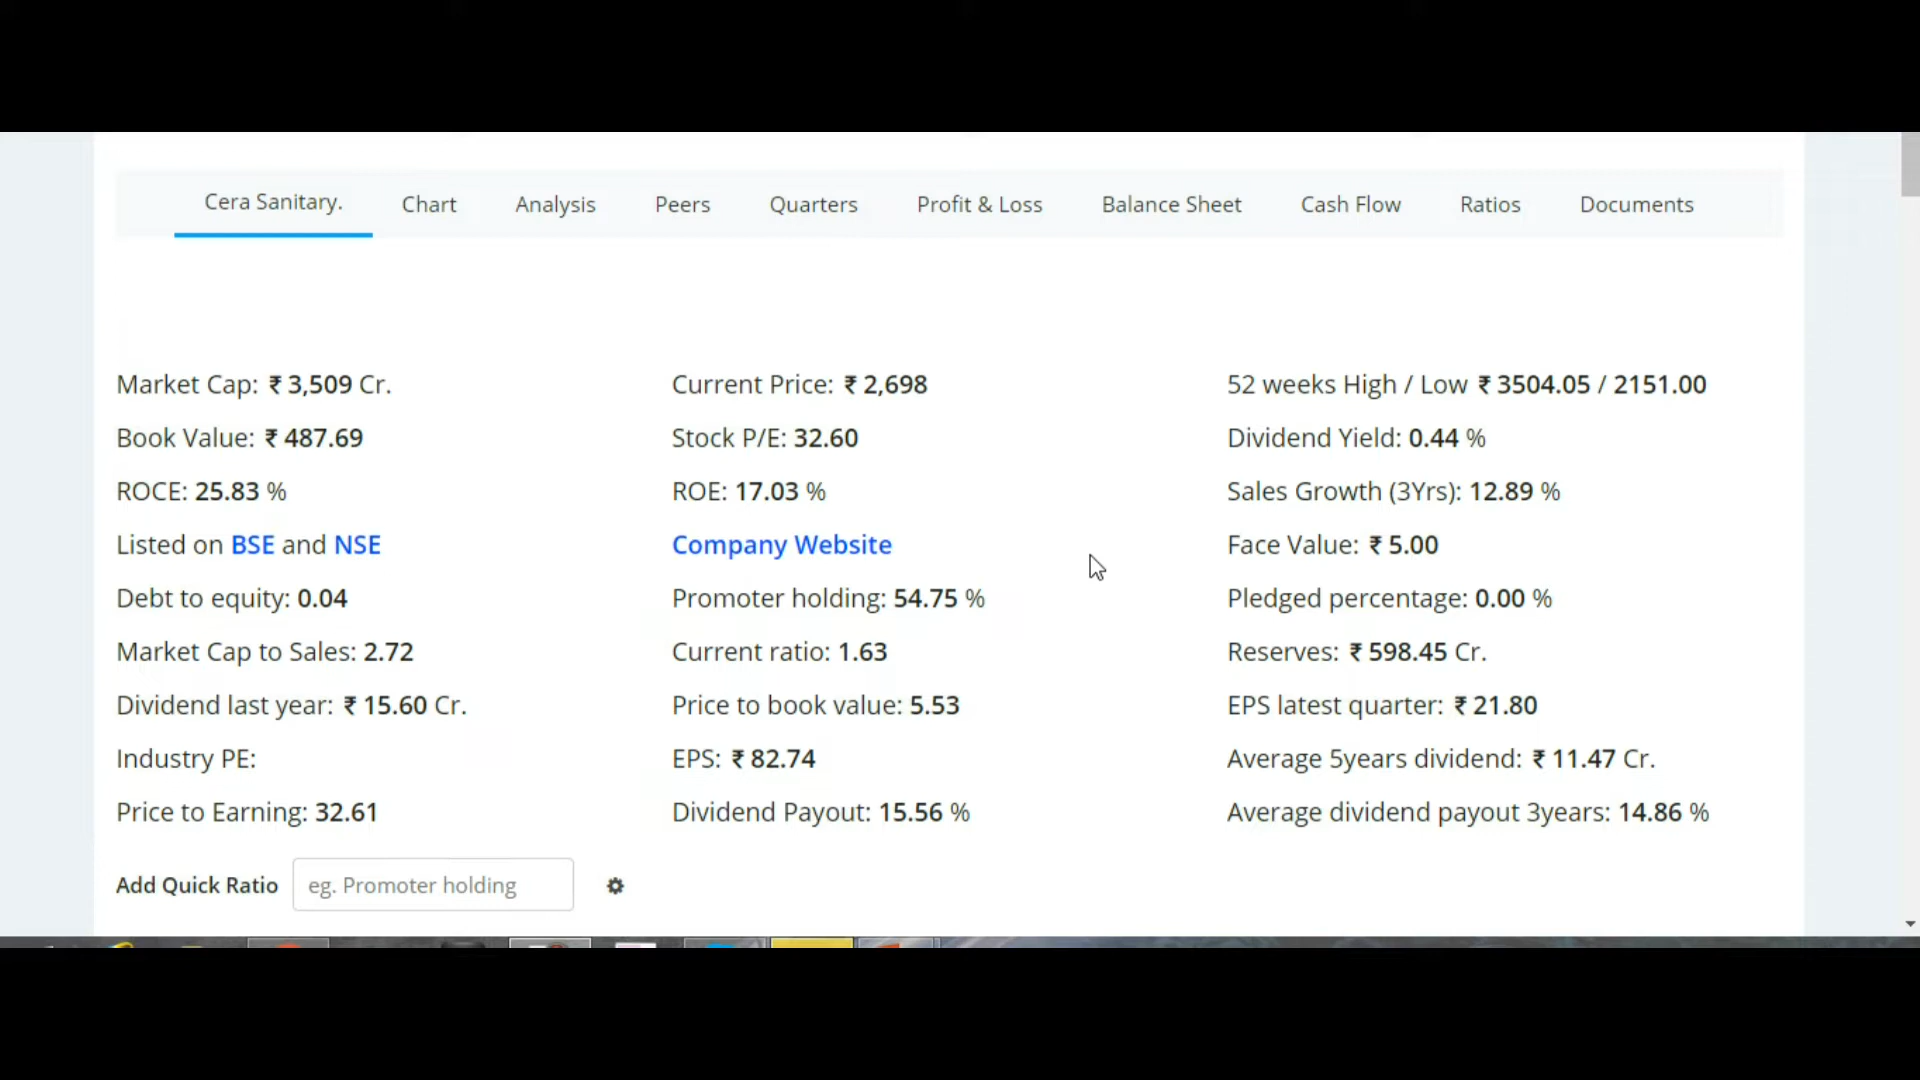 Cera Sanitary. Chart Analysis Peers Quarters Profit & Loss Balance Sheet Cash Flow Ratios Documents
Market Cap: ₹ 3,509 Cr. Current Price: ₹ 2,698 52 weeks High / Low ₹ 3504.05 / 2151.00
Book Value: ₹ 487.69 Stock P/E: 32.60 Dividend Yield: 0.44 %
ROCE: 25.83 % ROE: 17.03 % Sales Growth (3Yrs): 12.89 %
Listed on BSE and NSE Company Website Face Value: ₹ 5.00
Debt to equity: 0.04 Promoter holding: 54.75 % Pledged percentage: 0.00 %
Market Cap to Sales: 2.72 Current ratio: 1.63 Reserves: ₹ 598.45 Cr.
Dividend last year: ₹ 15.60 Cr. Price to book value: 5.53 EPS latest quarter: ₹ 21.80
Industry PE: EPS: ₹ 82.74 Average 5years dividend: ₹ 11.47 Cr.
Price to Earning: 32.61 Dividend Payout: 15.56 % Average dividend payout 3years: 14.86 %
Add Quick Ratio eg. Promoter holding